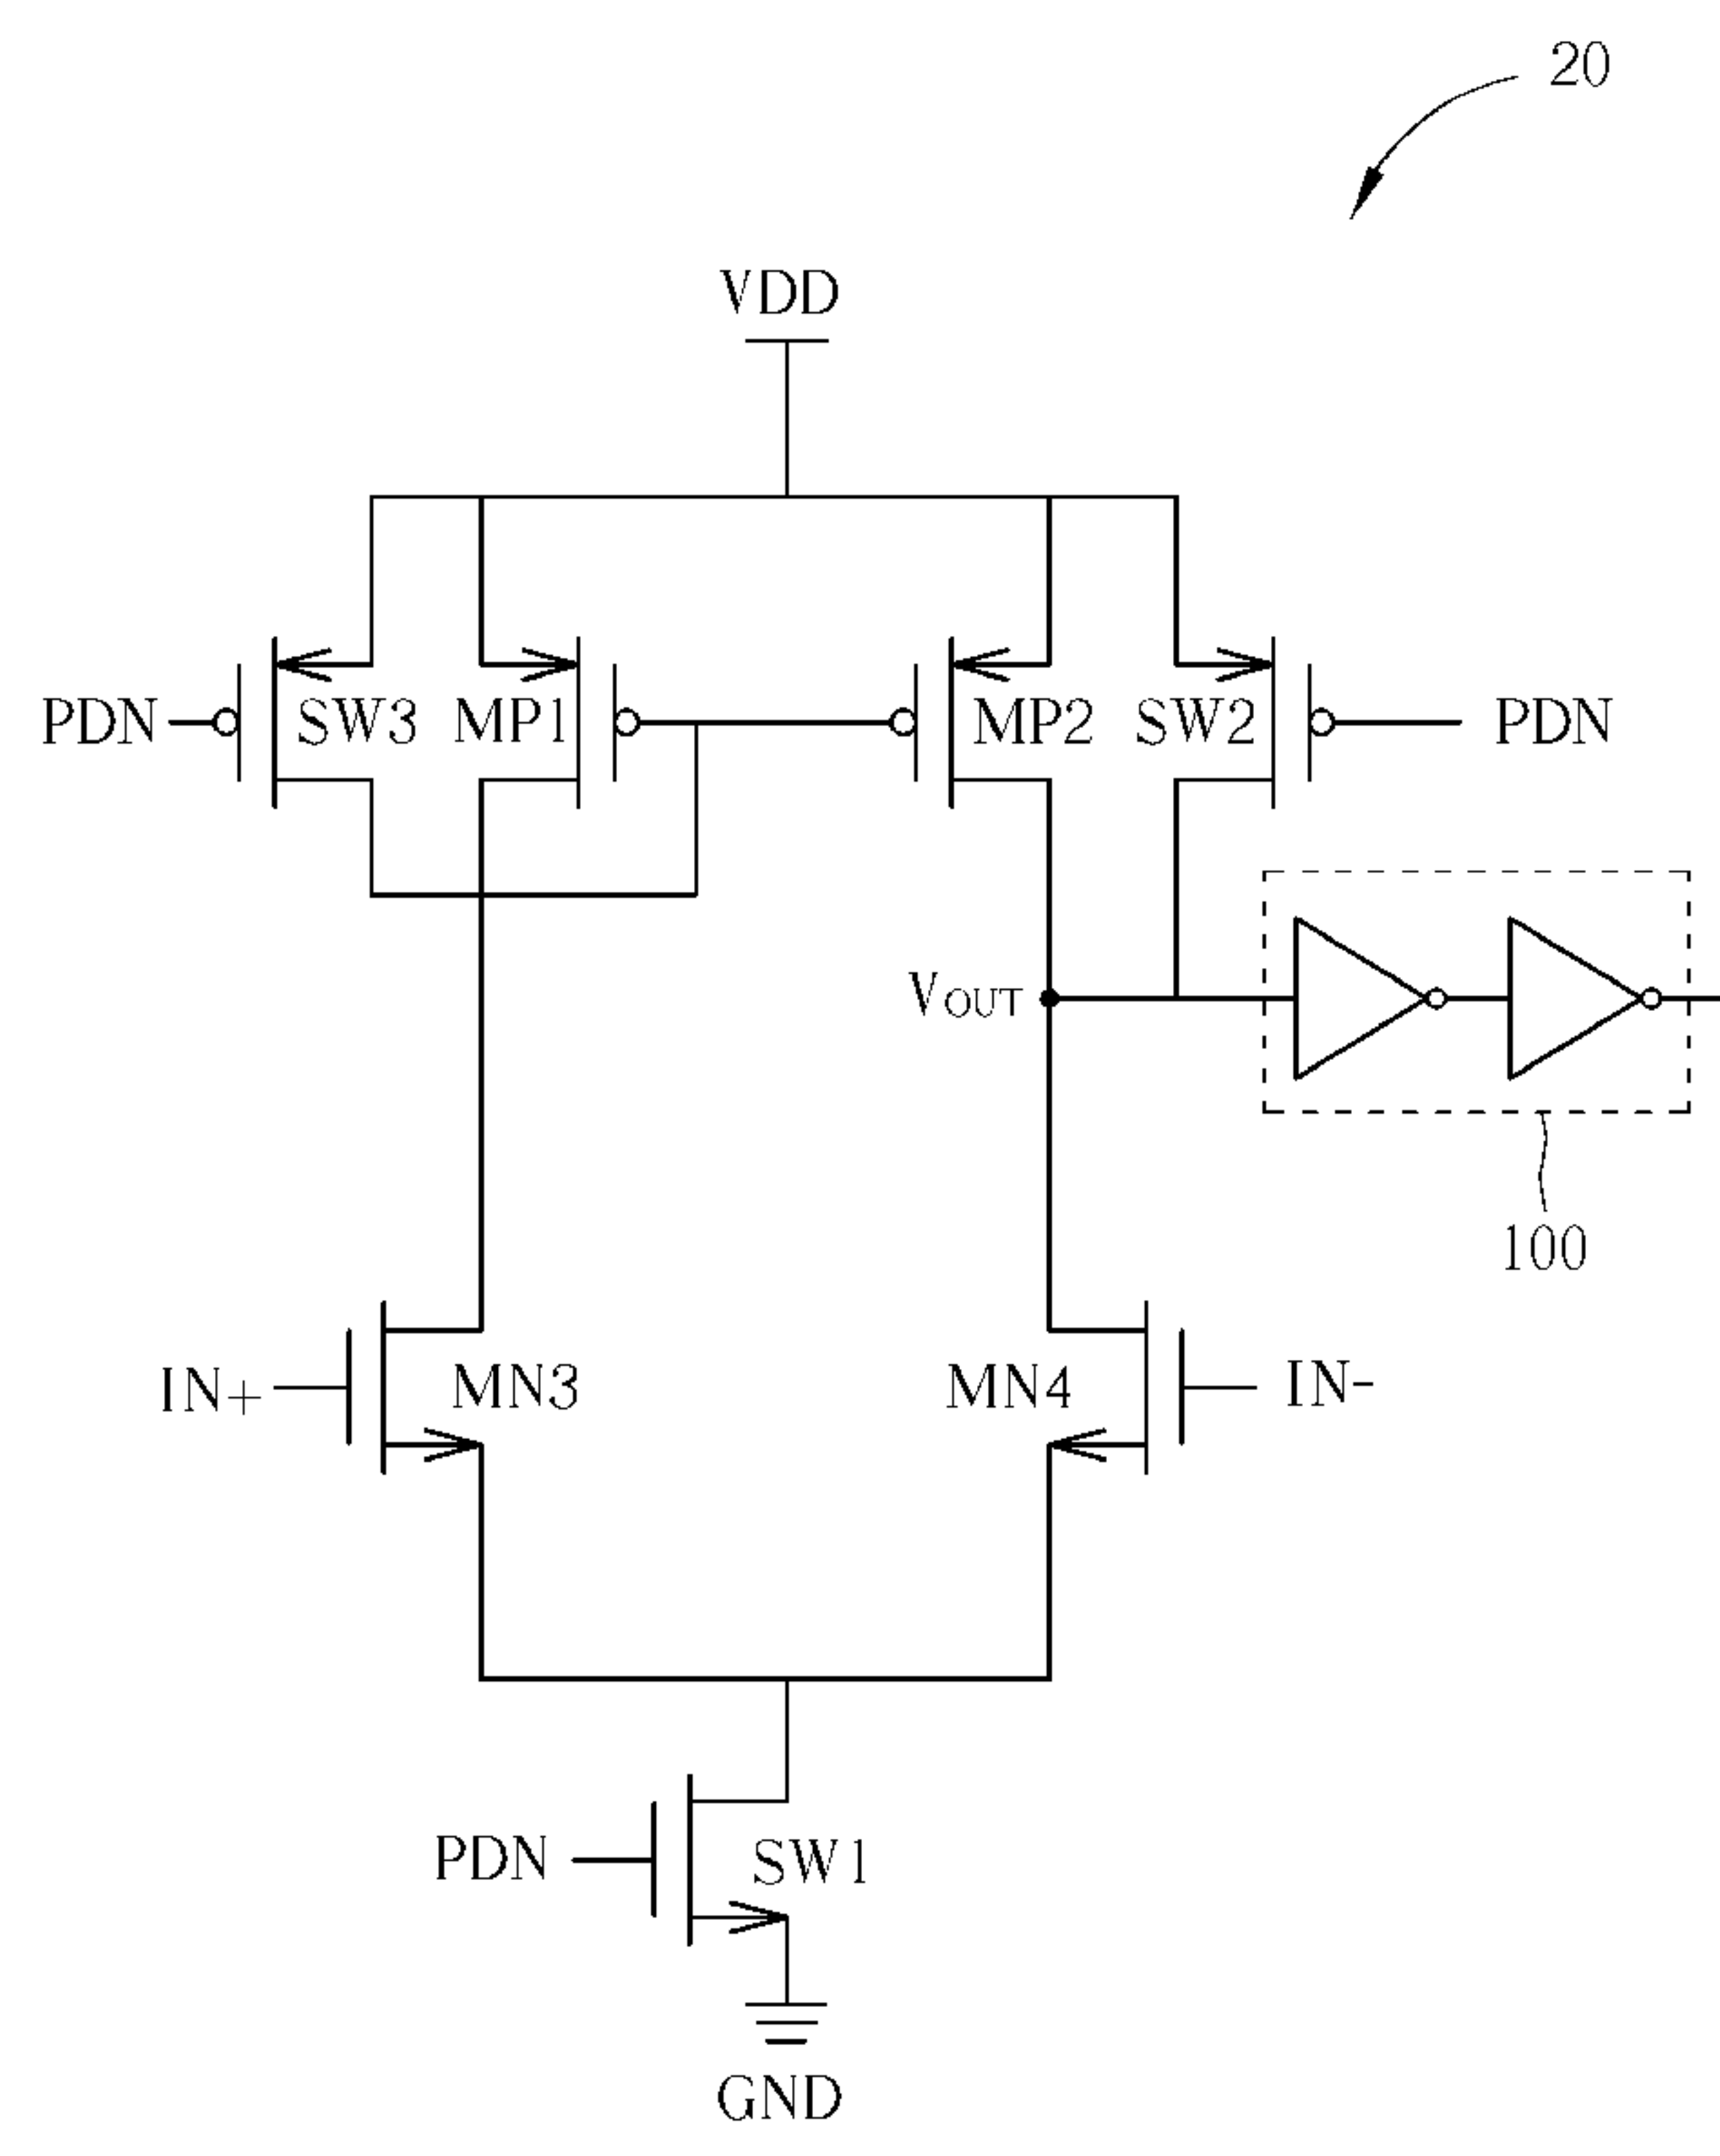 20
VDD
PDN SW3 MP1 MP2 SW2 PDN
VOUT
100
IN+ MN3 MN4 IN-
PDN SW1
GND